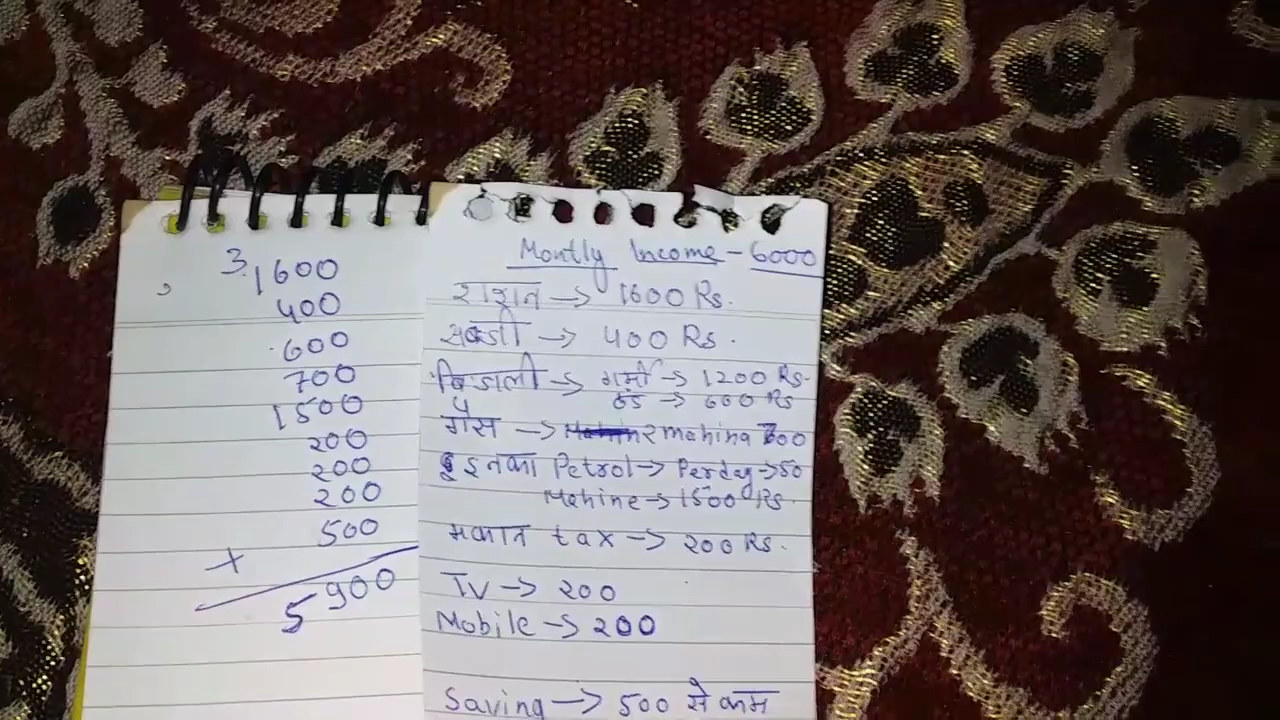 3
1600
400
600
700
1500
200
200
200
500
+
5900
Montly Income - 6000
राशन → 1600 Rs.
सब्जी → 400 Rs.
बिजली → गर्मी → 1200 Rs.
ठंड → 600 Rs
गैस → 2 mahina 700
इनका Petrol → Perday → 50
Mahine → 1500 Rs.
मकान tax → 200 Rs.
TV → 200
Mobile → 200
Saving → 500 से कम